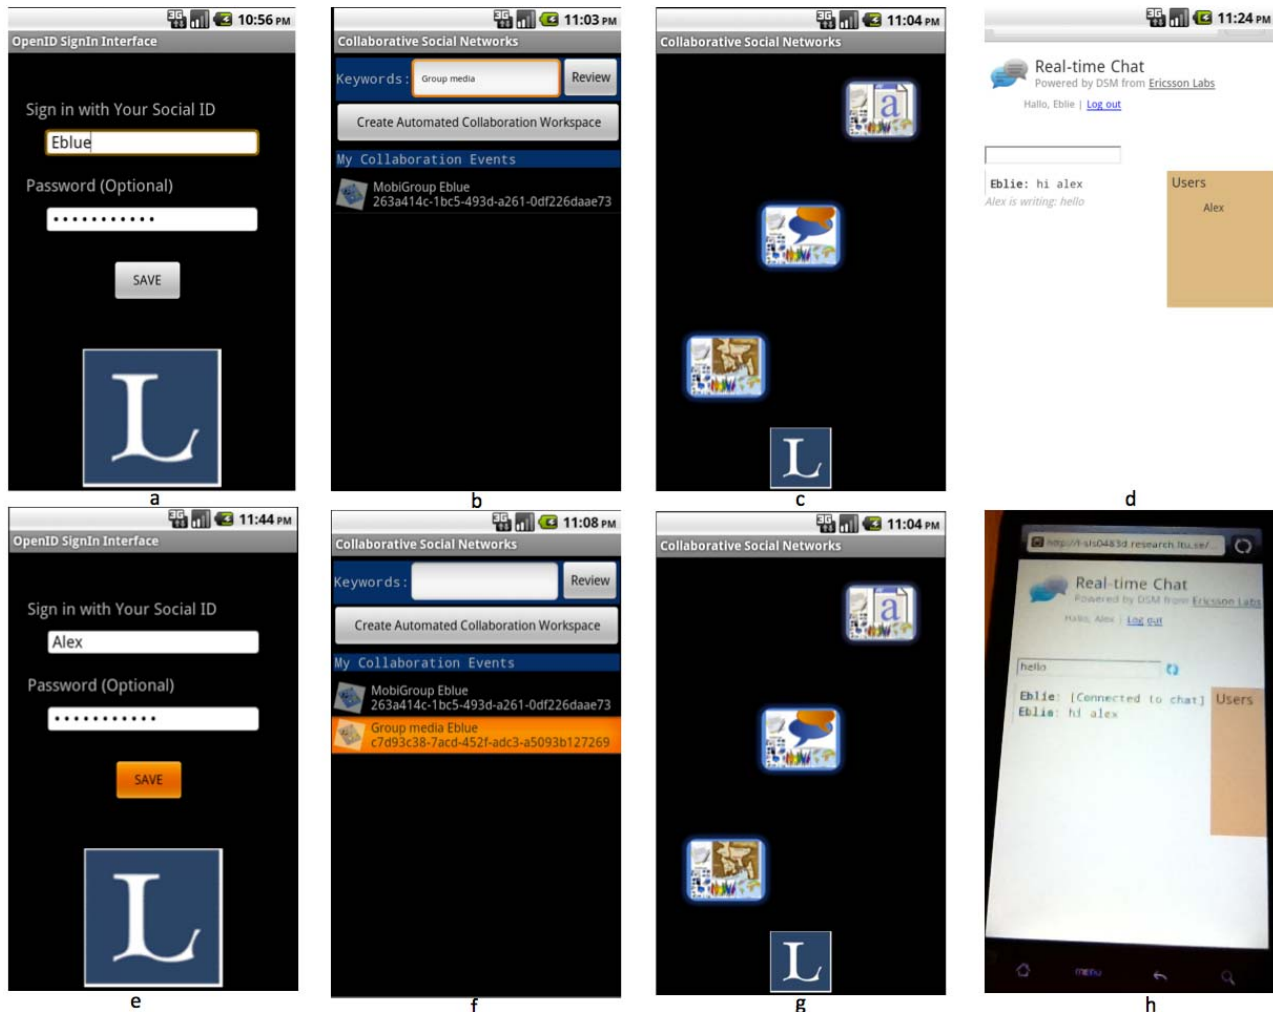 10:56 PM
OpenID SignIn Interface
Sign in with Your Social ID
Eblue
Password (Optional)
SAVE
L
a
11:03 PM
Collaborative Social Networks
Keywords: Group media Review
Create Automated Collaboration Workspace
My Collaboration Events
MobiGroup Eblue
263a414c-1bc5-493d-a261-0df226daae73
b
11:04 PM
Collaborative Social Networks
a
L
c
11:24 PM
Real-time Chat
Powered by DSM from Ericsson Labs
Hallo, Eblie | Log out
Eblie: hi alex
Alex is writing: hello
Users
Alex
d
11:44 PM
OpenID SignIn Interface
Sign in with Your Social ID
Alex
Password (Optional)
SAVE
L
e
11:08 PM
Collaborative Social Networks
Keywords: Review
Create Automated Collaboration Workspace
My Collaboration Events
MobiGroup Eblue
263a414c-1bc5-493d-a261-0df226daae73
Group media Eblue
c7d93c38-7acd-452f-adc3-a5093b127269
f
11:04 PM
Collaborative Social Networks
a
L
g
Real-time Chat
Powered by DSM from Ericsson Labs
Hallo, Alex | Log out
hello
Eblie: [Connected to chat]
Eblie: hi alex
Users
menu
h